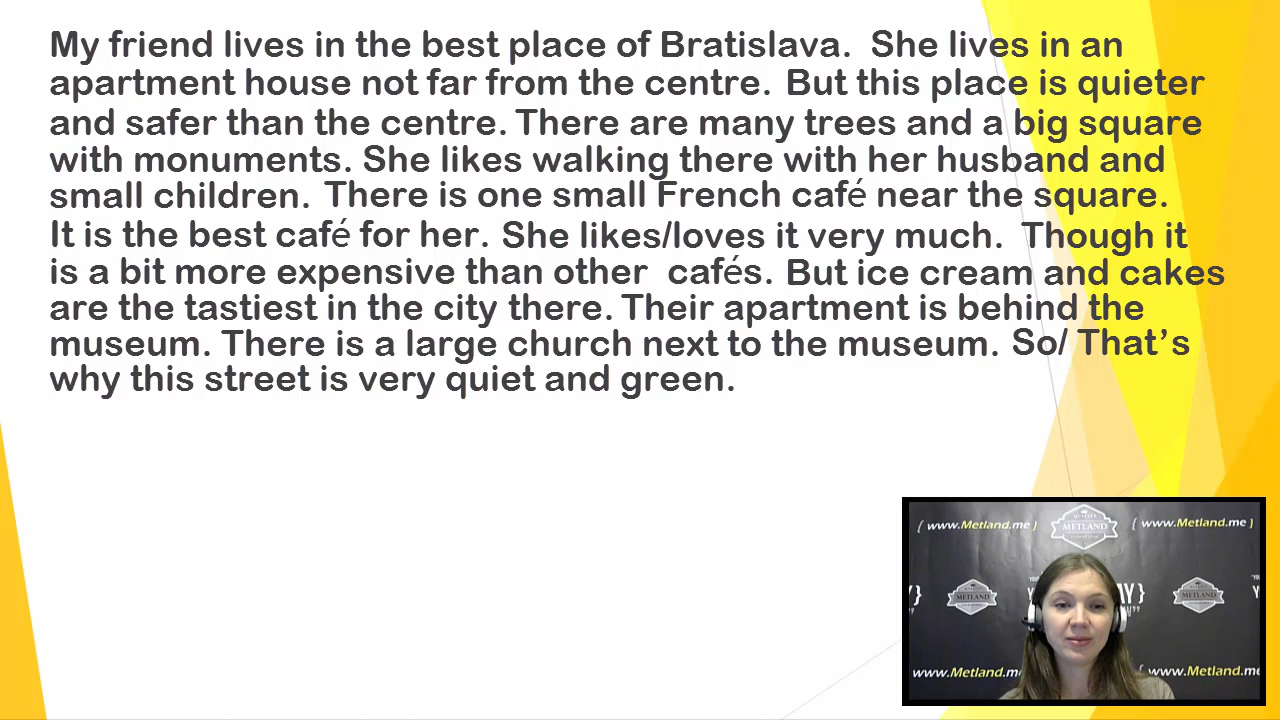 My friend lives in the best place of Bratislava. She lives in an
apartment house not far from the centre. But this place is quieter
and safer than the centre. There are many trees and a big square
with monuments. She likes walking there with her husband and
small children. There is one small French café near the square.
It is the best café for her. She likes/loves it very much. Though it
is a bit more expensive than other cafés. But ice cream and cakes
are the tastiest in the city there. Their apartment is behind the
museum. There is a large church next to the museum. So/ That's
why this street is very quiet and green.
{ www.Metland.me }
METLAND
{ www.Metland.me }
METLAND
METLAND
www.Metland.me
www.Metland.me